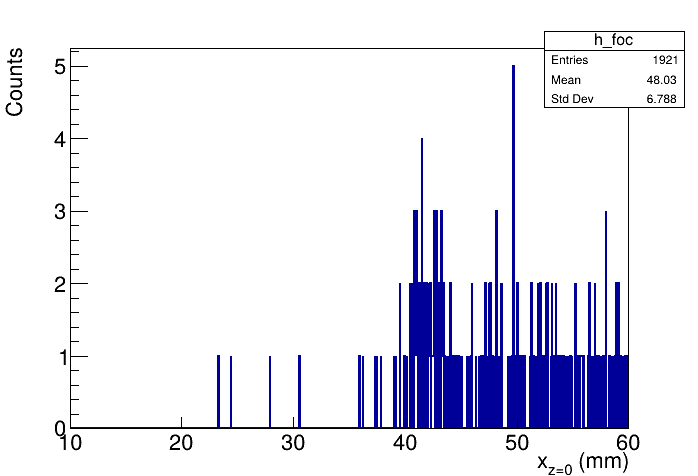 h_foc
Entries 1921
Mean 48.03
Std Dev 6.788
Counts
5
4
3
2
1
0
10 20 30 40 50 60
x_{z=0} (mm)